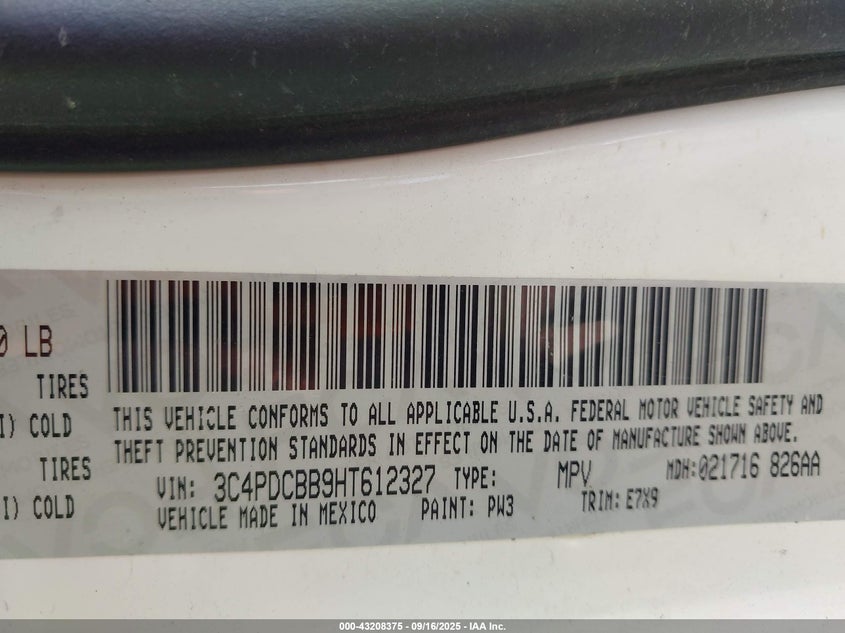 0 LB
TIRES
I) COLD
TIRES
I) COLD
THIS VEHICLE CONFORMS TO ALL APPLICABLE U.S.A. FEDERAL MOTOR VEHICLE SAFETY AND
THEFT PREVENTION STANDARDS IN EFFECT ON THE DATE OF MANUFACTURE SHOWN ABOVE.
VIN: 3C4PDCBB9HT612327 TYPE: MPV MDH:021716 826AA
VEHICLE MADE IN MEXICO PAINT: PW3 TRIM: E7X9
000-43208375 - 09/16/2025 - IAA Inc.